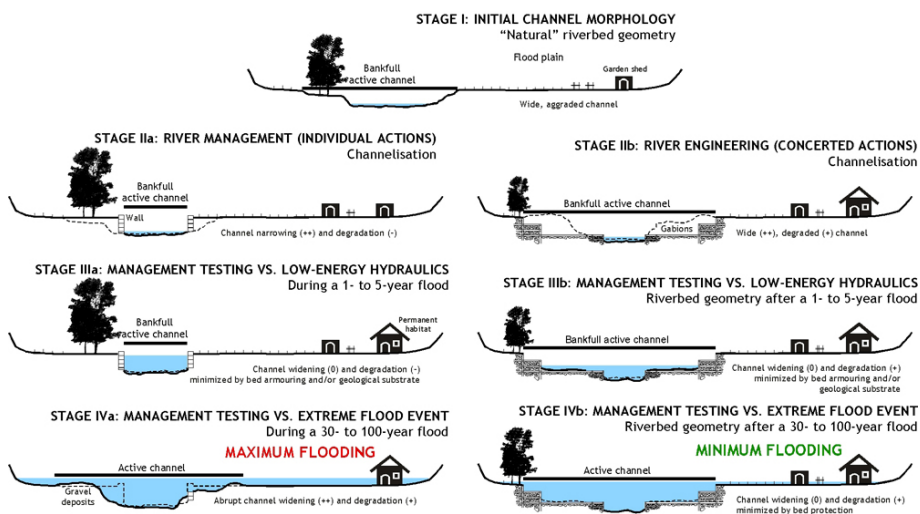 STAGE I: INITIAL CHANNEL MORPHOLOGY
“Natural” riverbed geometry
Flood plain
Garden shed
Bankfull
active channel
Wide, aggraded channel
STAGE IIa: RIVER MANAGEMENT (INDIVIDUAL ACTIONS)
Channelisation
Bankfull
active channel
Wall
Channel narrowing (++) and degradation (-)
STAGE IIb: RIVER ENGINEERING (CONCERTED ACTIONS)
Channelisation
Bankfull active channel
Gabions
Wide (++), degraded (+) channel
STAGE IIIa: MANAGEMENT TESTING VS. LOW-ENERGY HYDRAULICS
During a 1- to 5-year flood
Bankfull
active channel
Permanent
habitat
Channel widening (0) and degradation (-)
minimized by bed armouring and/or geological substrate
STAGE IIIb: MANAGEMENT TESTING VS. LOW-ENERGY HYDRAULICS
Riverbed geometry after a 1- to 5-year flood
Bankfull active channel
Channel widening (0) and degradation (+)
minimized by bed armouring and/or
geological substrate
STAGE IVa: MANAGEMENT TESTING VS. EXTREME FLOOD EVENT
During a 30- to 100-year flood
MAXIMUM FLOODING
Active channel
Gravel
deposits
Abrupt channel widening (++) and degradation (+)
STAGE IVb: MANAGEMENT TESTING VS. EXTREME FLOOD EVENT
Riverbed geometry after a 30- to 100-year flood
MINIMUM FLOODING
Active channel
Channel widening (0) and degradation (+)
minimized by bed protection